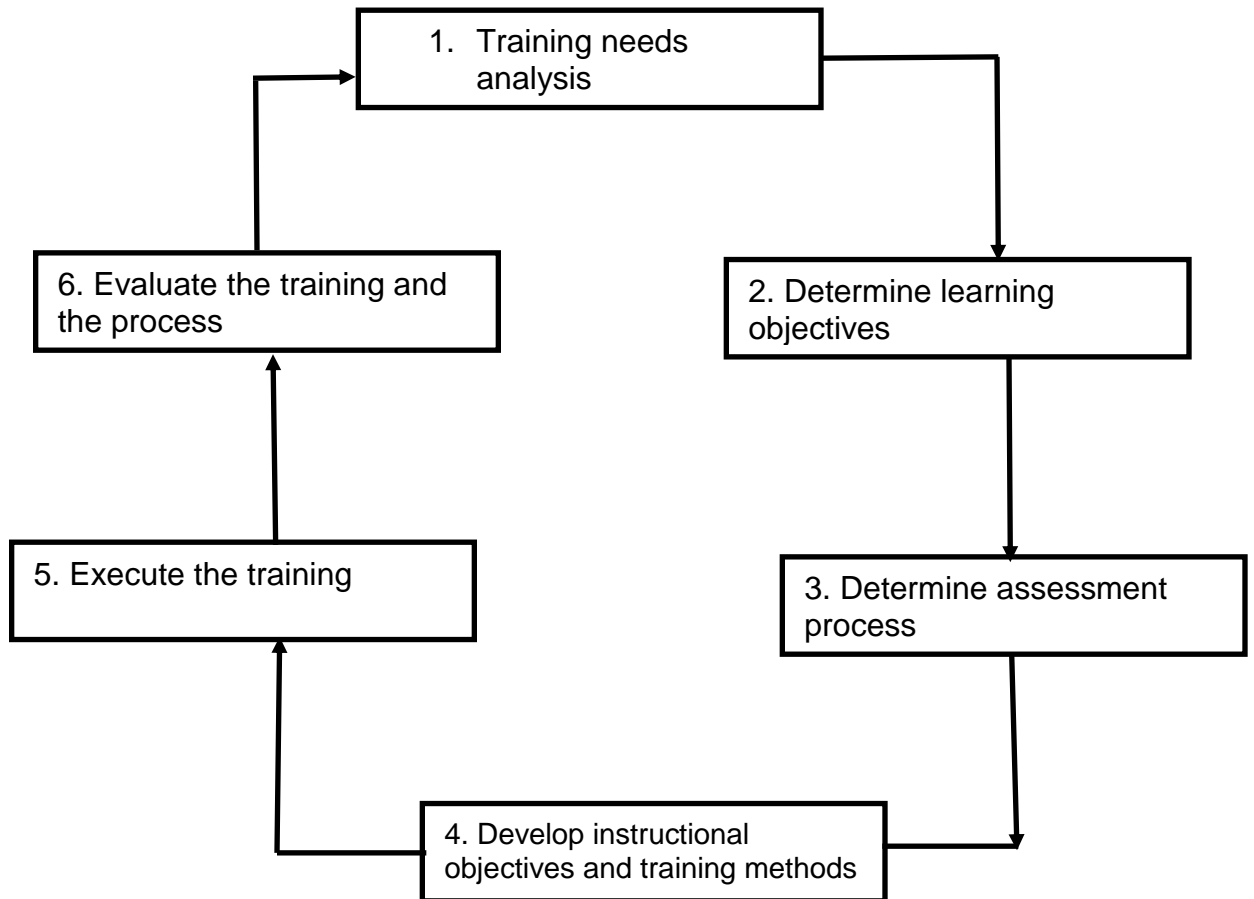 1. Training needs
analysis
2. Determine learning
objectives
3. Determine assessment
process
4. Develop instructional
objectives and training methods
5. Execute the training
6. Evaluate the training and
the process